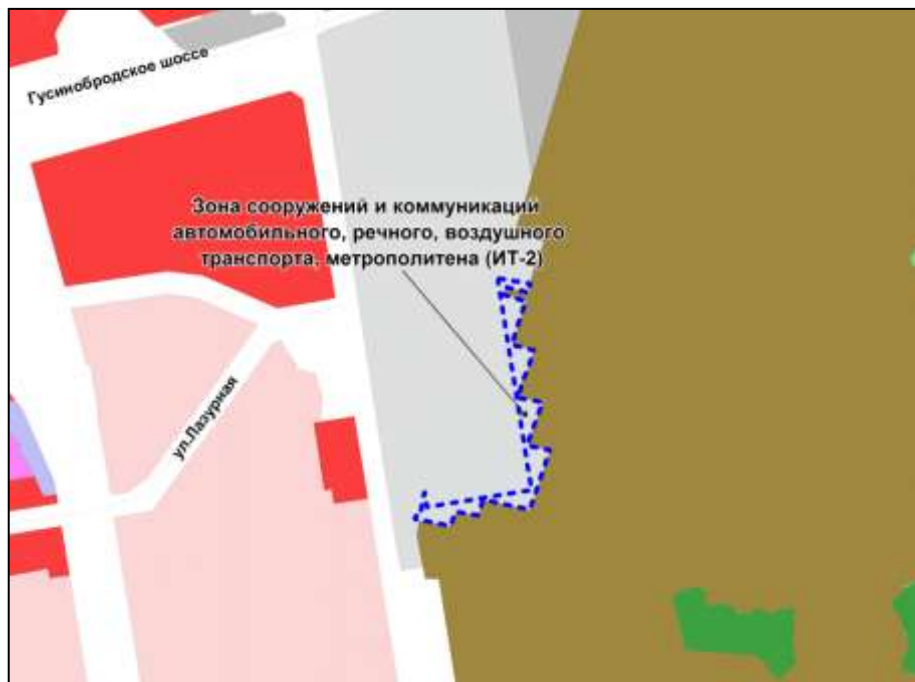 Гусинобродское шоссе
Зона сооружений и коммуникаций
автомобильного, речного, воздушного
транспорта, метрополитена (ИТ-2)
ул.Лазурная